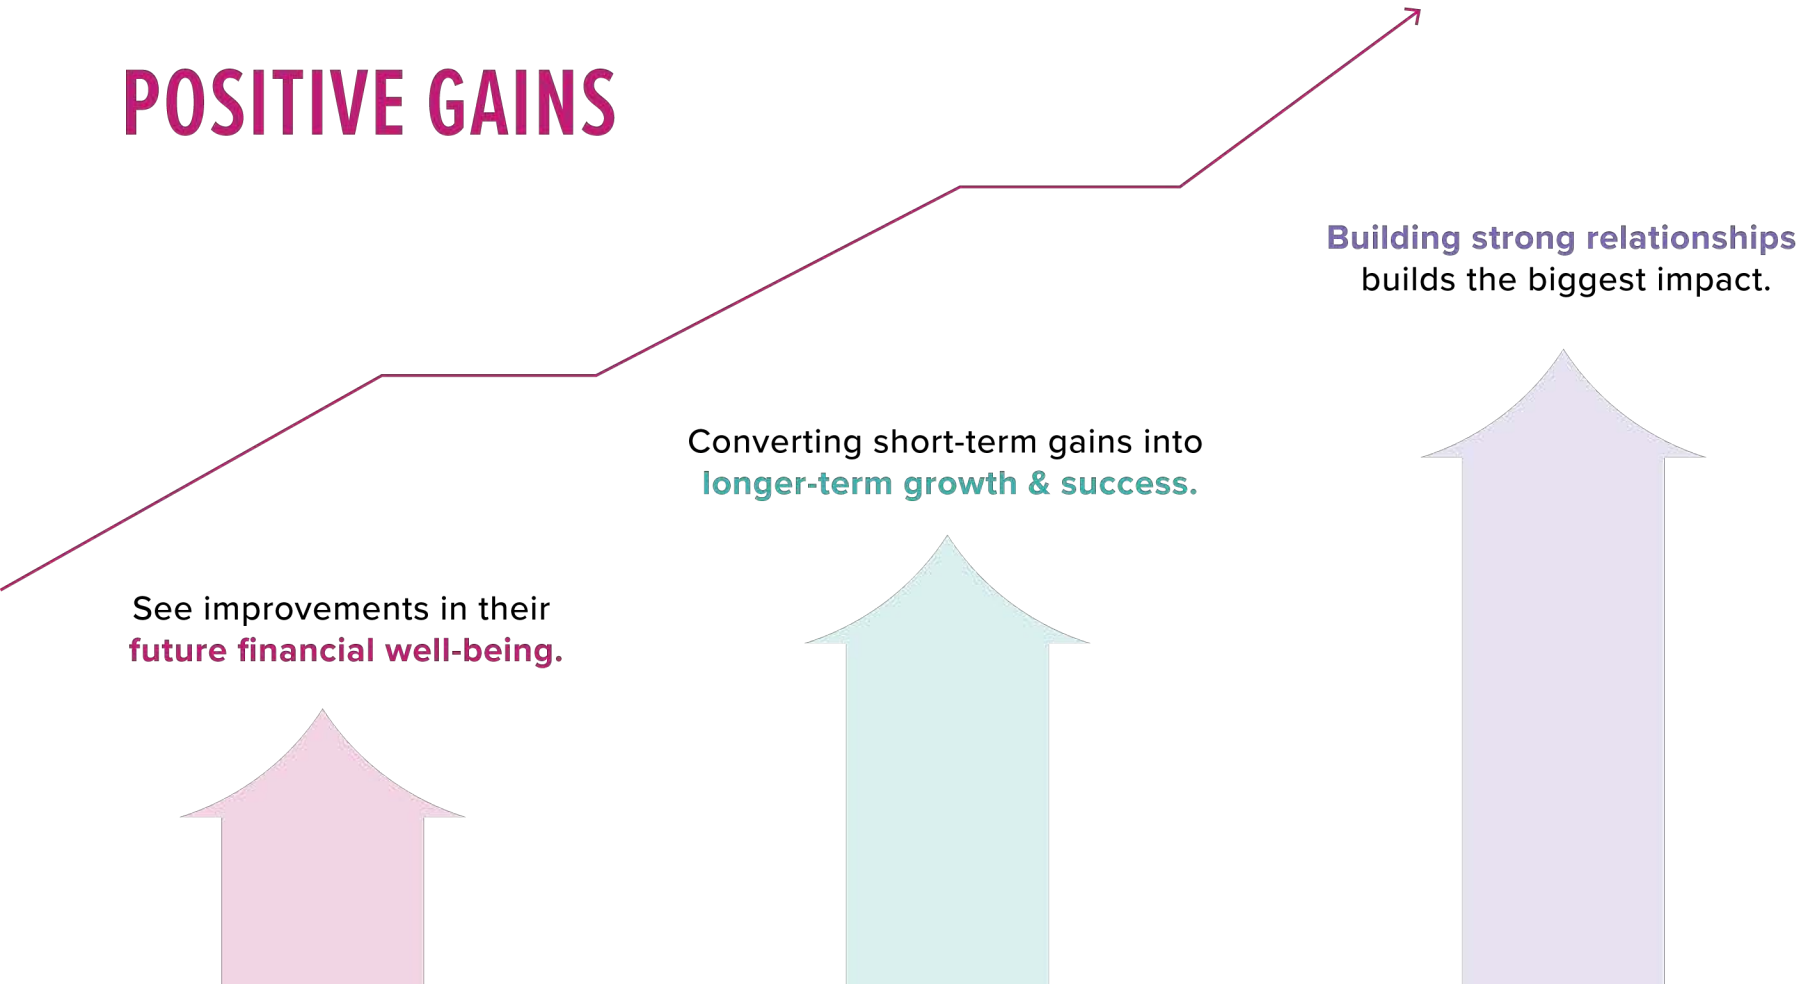 POSITIVE GAINS
Building strong relationships
builds the biggest impact.
Converting short-term gains into
longer-term growth & success.
See improvements in their
future financial well-being.